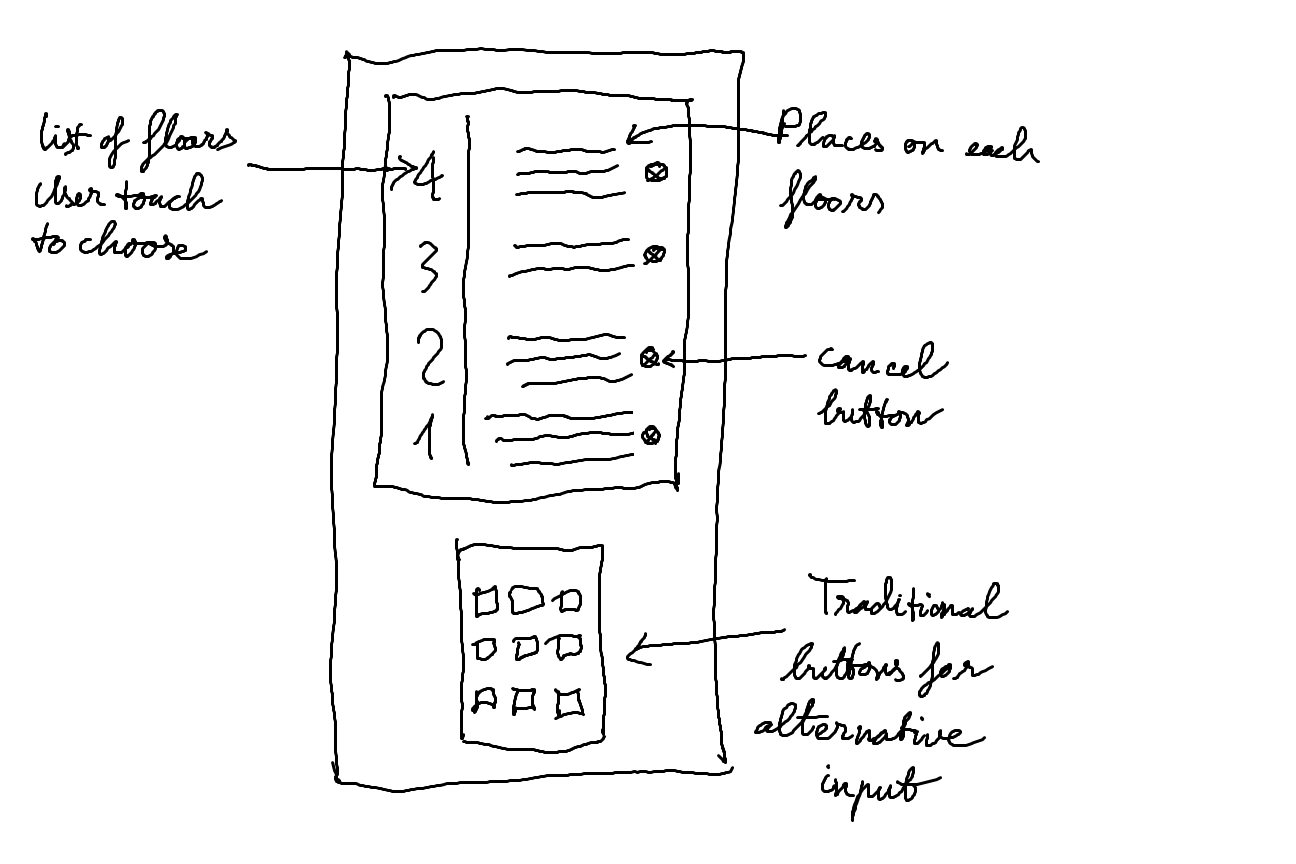 List of floors
User touch
to choose
4
3
2
1
Places on each
floors
cancel
button
Traditional
buttons for
alternative
input